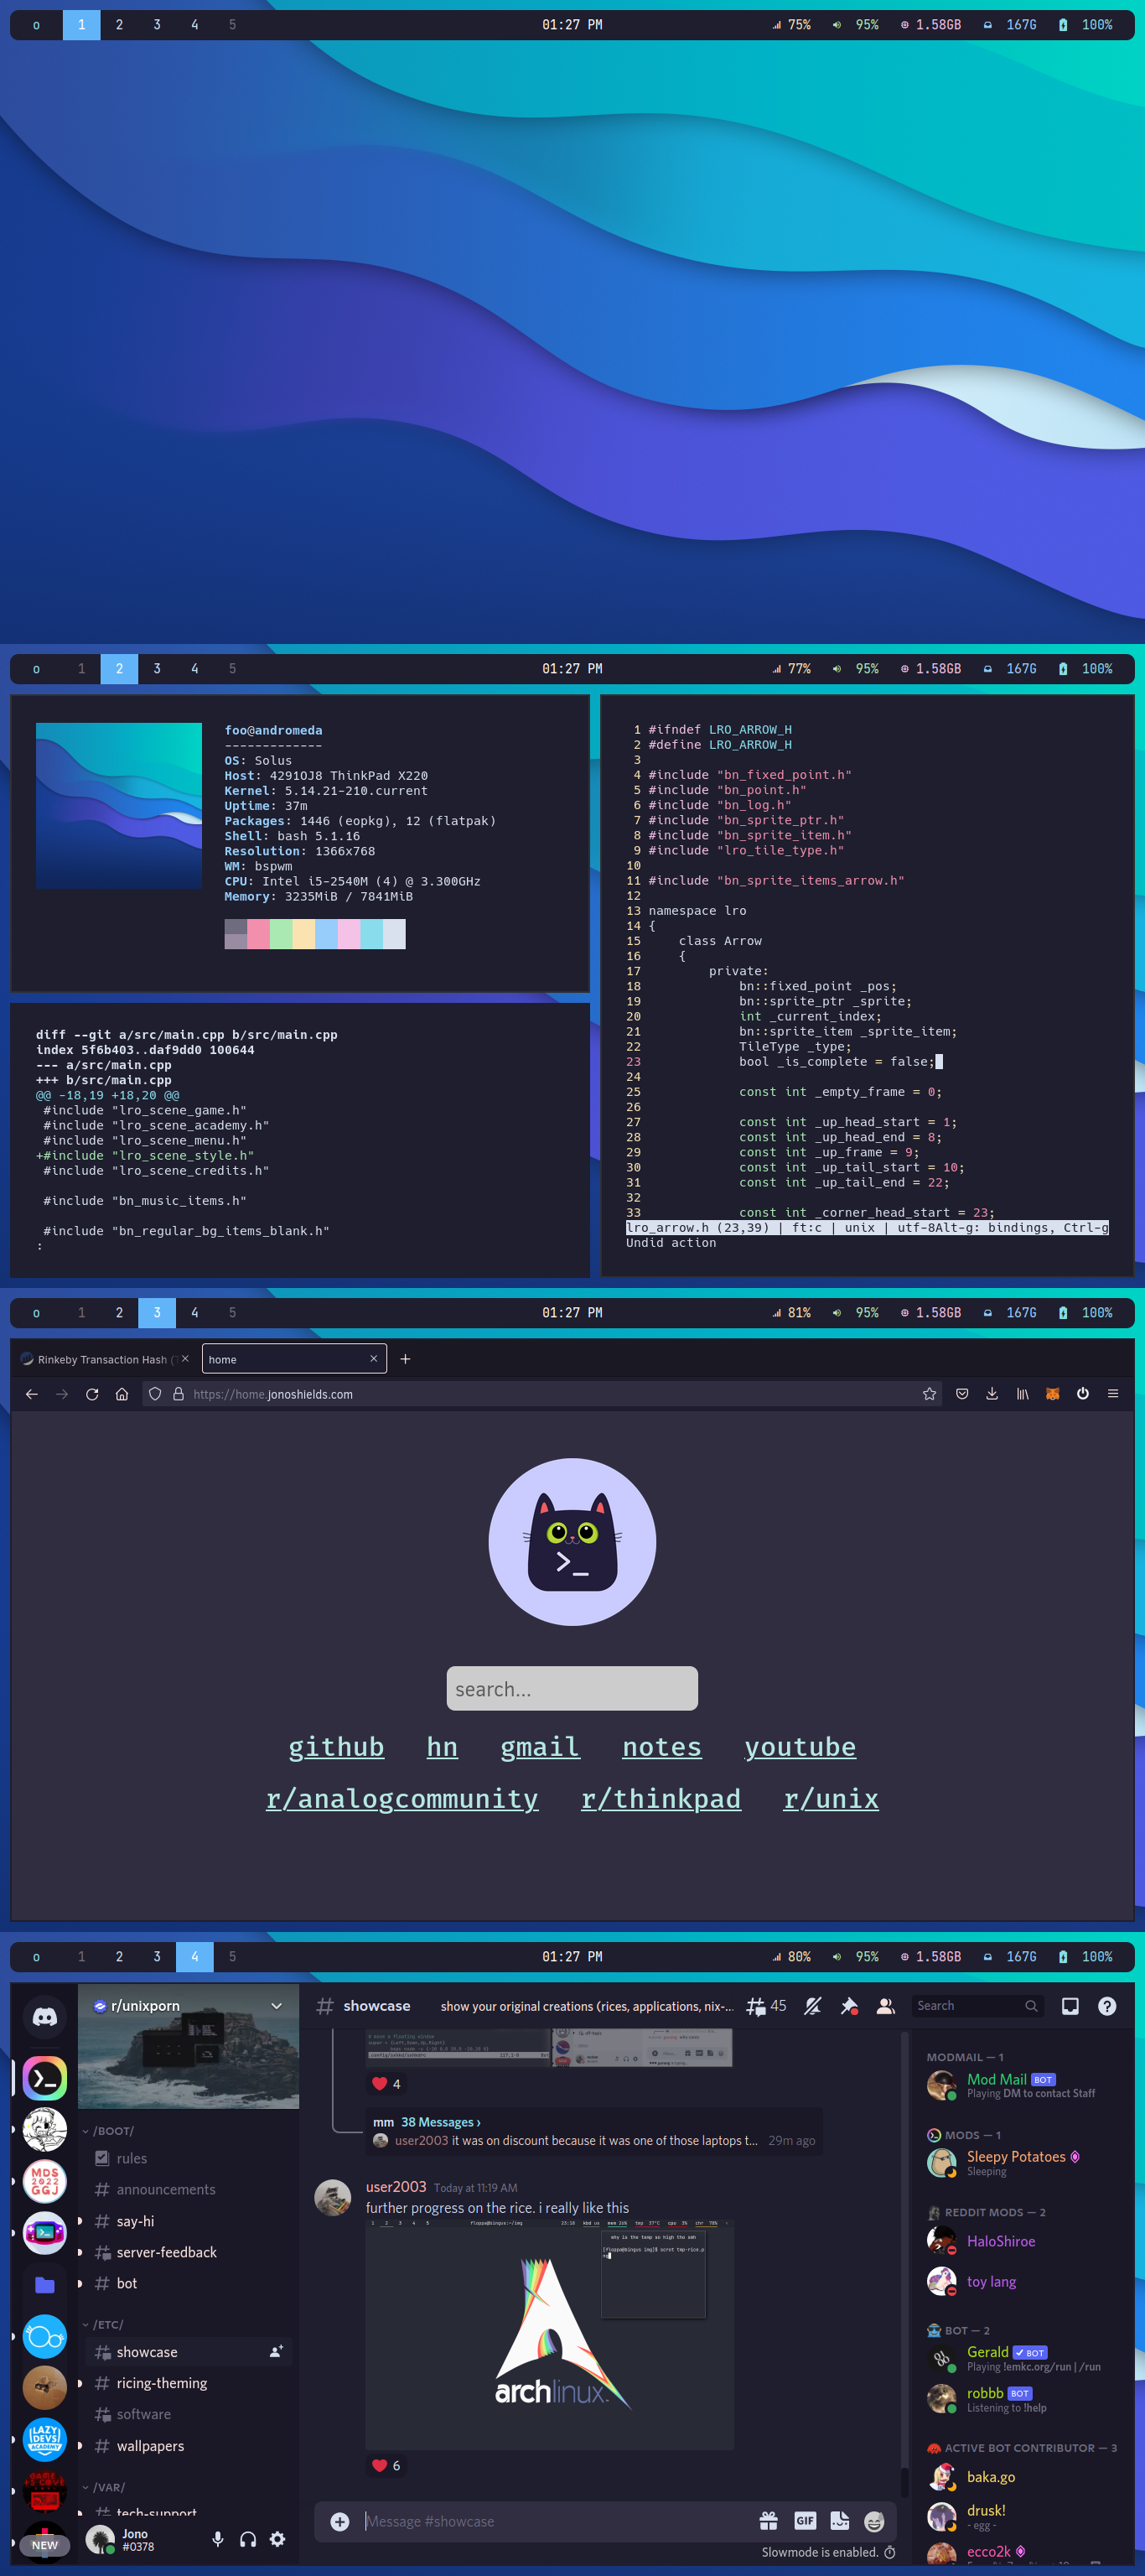 o 1 2 3 4 5 01:27 PM 75% 95% 1.58GB 167G 100%
o 1 2 3 4 5 01:27 PM 77% 95% 1.58GB 167G 100%
foo@andromeda
-------------
OS: Solus
Host: 4291OJ8 ThinkPad X220
Kernel: 5.14.21-210.current
Uptime: 37m
Packages: 1446 (eopkg), 12 (flatpak)
Shell: bash 5.1.16
Resolution: 1366x768
WM: bspwm
CPU: Intel i5-2540M (4) @ 3.300GHz
Memory: 3235MiB / 7841MiB
diff --git a/src/main.cpp b/src/main.cpp
index 5f6b403..daf9dd0 100644
--- a/src/main.cpp
+++ b/src/main.cpp
@@ -18,19 +18,20 @@
#include "lro_scene_game.h"
#include "lro_scene_academy.h"
#include "lro_scene_menu.h"
+#include "lro_scene_style.h"
#include "lro_scene_credits.h"
#include "bn_music_items.h"
#include "bn_regular_bg_items_blank.h"
:
1 #ifndef LRO_ARROW_H
2 #define LRO_ARROW_H
3
4 #include "bn_fixed_point.h"
5 #include "bn_point.h"
6 #include "bn_log.h"
7 #include "bn_sprite_ptr.h"
8 #include "bn_sprite_item.h"
9 #include "lro_tile_type.h"
10
11 #include "bn_sprite_items_arrow.h"
12
13 namespace lro
14 {
15 class Arrow
16 {
17 private:
18 bn::fixed_point _pos;
19 bn::sprite_ptr _sprite;
20 int _current_index;
21 bn::sprite_item _sprite_item;
22 TileType _type;
23 bool _is_complete = false;
24
25 const int _empty_frame = 0;
26
27 const int _up_head_start = 1;
28 const int _up_head_end = 8;
29 const int _up_frame = 9;
30 const int _up_tail_start = 10;
31 const int _up_tail_end = 22;
32
33 const int _corner_head_start = 23;
lro_arrow.h (23,39) | ft:c | unix | utf-8Alt-g: bindings, Ctrl-g
Undid action
o 1 2 3 4 5 01:27 PM 81% 95% 1.58GB 167G 100%
Rinkeby Transaction Hash (
home
https://home.jonoshields.com
>_
search...
github hn gmail notes youtube
r/analogcommunity r/thinkpad r/unix
o 1 2 3 4 5 01:27 PM 80% 95% 1.58GB 167G 100%
r/unixporn
MDS
2022
GGJ
LAZY
DEVS
ACADEMY
NEW
/BOOT/
rules
announcements
say-hi
server-feedback
bot
/ETC/
showcase
ricing-theming
software
wallpapers
/VAR/
tech-support
Jono
#0378
showcase show your original creations (rices, applications, nix-... 45 Search
4
mm 38 Messages ›
user2003 it was on discount because it was one of those laptops t... 29m ago
user2003 Today at 11:19 AM
further progress on the rice. i really like this
archlinux
6
Message #showcase
GIF
Slowmode is enabled.
MODMAIL — 1
Mod Mail BOT
Playing DM to contact Staff
MODS — 1
Sleepy Potatoes
Sleeping
REDDIT MODS — 2
HaloShiroe
toy lang
BOT — 2
Gerald BOT
Playing !emkc.org/run | /run
robbb BOT
Listening to !help
ACTIVE BOT CONTRIBUTOR — 3
baka.go
drusk!
- egg -
ecco2k